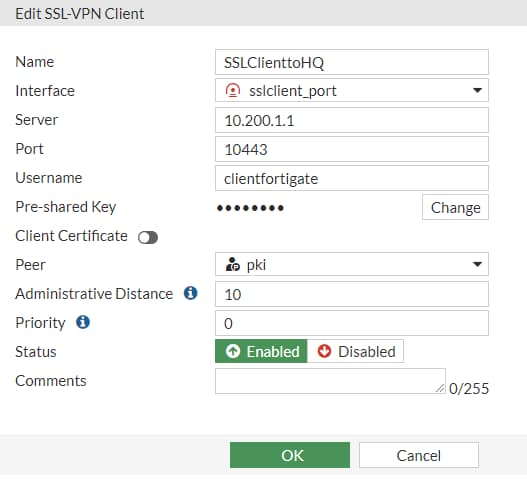 Edit SSL-VPN Client
Name SSLClienttoHQ
Interface sslclient_port
Server 10.200.1.1
Port 10443
Username clientfortigate
Pre-shared Key •••••••• Change
Client Certificate
Peer pki
Administrative Distance 10
Priority 0
Status Enabled Disabled
Comments 0/255
OK Cancel